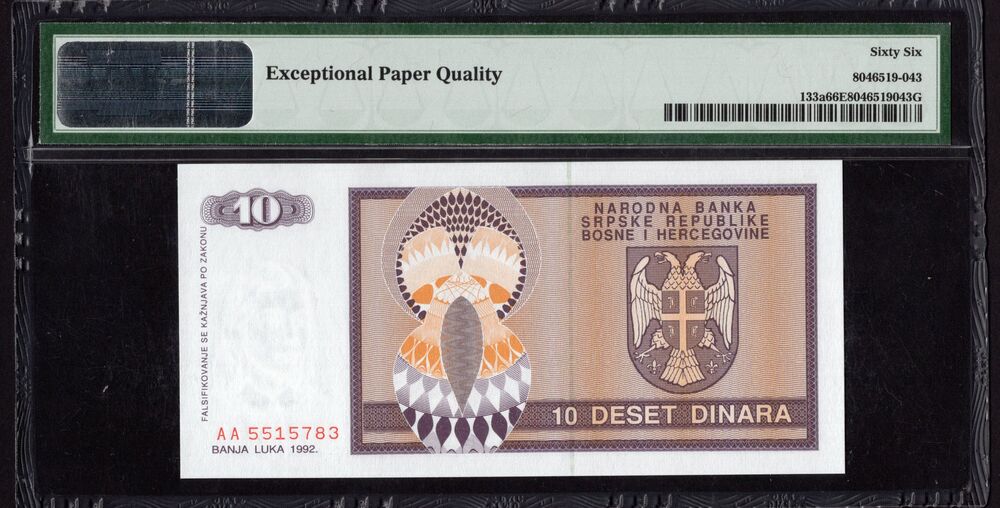 Exceptional Paper Quality
Sixty Six
8046519-043
133a66E8046519043G
10
FALSIFIKOVANJE SE KAŽNJAVA PO ZAKONU
NARODNA BANKA
SRPSKE REPUBLIKE
BOSNE I HERCEGOVINE
10 DESET DINARA
AA 5515783
BANJA LUKA 1992.